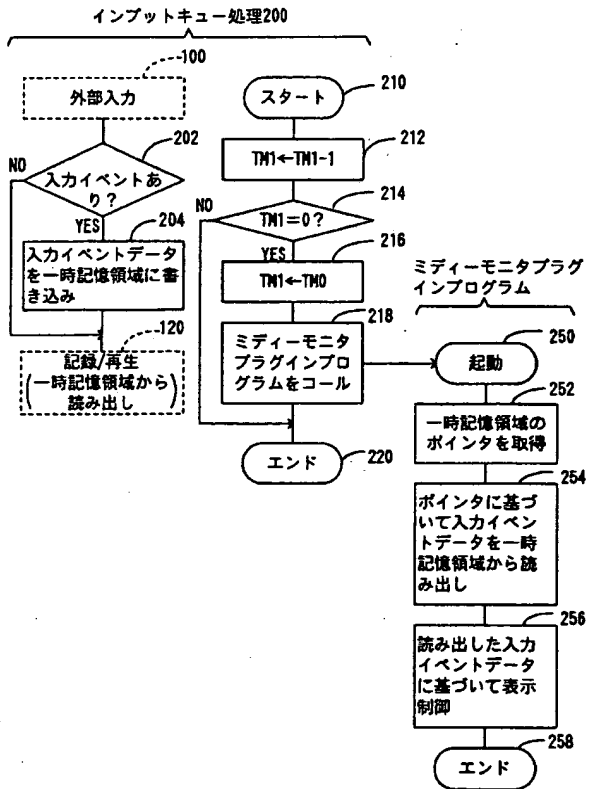 インプットキュー処理200
100
外部入力
202
NO
入力イベントあ
り？
YES
204
入力イベントデータ
を一時記憶領域に書
き込み
120
記録/再生
(一時記憶領域から
読み出し)
210
スタート
212
TM1←TM1-1
214
NO
TM1=0?
YES
216
TM1←TM0
218
ミディーモニタ
プラグインプロ
グラムをコール
エンド
220
ミディーモニタプラグ
インプログラム
250
起動
252
一時記憶領域の
ポインタを取得
254
ポインタに基づ
いて入力イベン
トデータを一時
記憶領域から読
み出し
256
読み出した入力
イベントデータ
に基づいて表示
制御
258
エンド